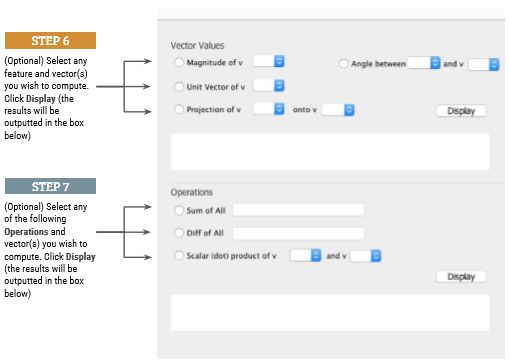 STEP 6
(Optional) Select any
feature and vector(s)
you wish to compute.
Click Display (the
results will be
outputted in the box
below)
Vector Values
Magnitude of v
Angle between and v
Unit Vector of v
Projection of v onto v
Display
STEP 7
(Optional) Select any
of the following
Operations and
vector(s) you wish to
compute. Click Display
(the results will be
outputted in the box
below)
Operations
Sum of All
Diff of All
Scalar (dot) product of v and v
Display